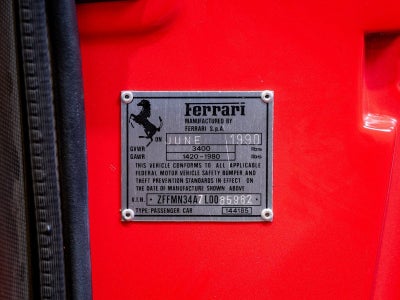 Ferrari
MANUFACTURED BY
FERRARI S.p.A.
ON JUNE 1990
GVWR 3400 lbs
GAWR 1420-1980 lbs
THIS VEHICLE CONFORMS TO ALL APPLICABLE
FEDERAL MOTOR VEHICLE SAFETY BUMPER AND
THEFT PREVENTION STANDARDS IN EFFECT ON
THE DATE OF MANUFACTURE SHOWN ABOVE
V.I.N. ZFFMN34A7L0085982
TYPE: PASSENGER CAR 144185